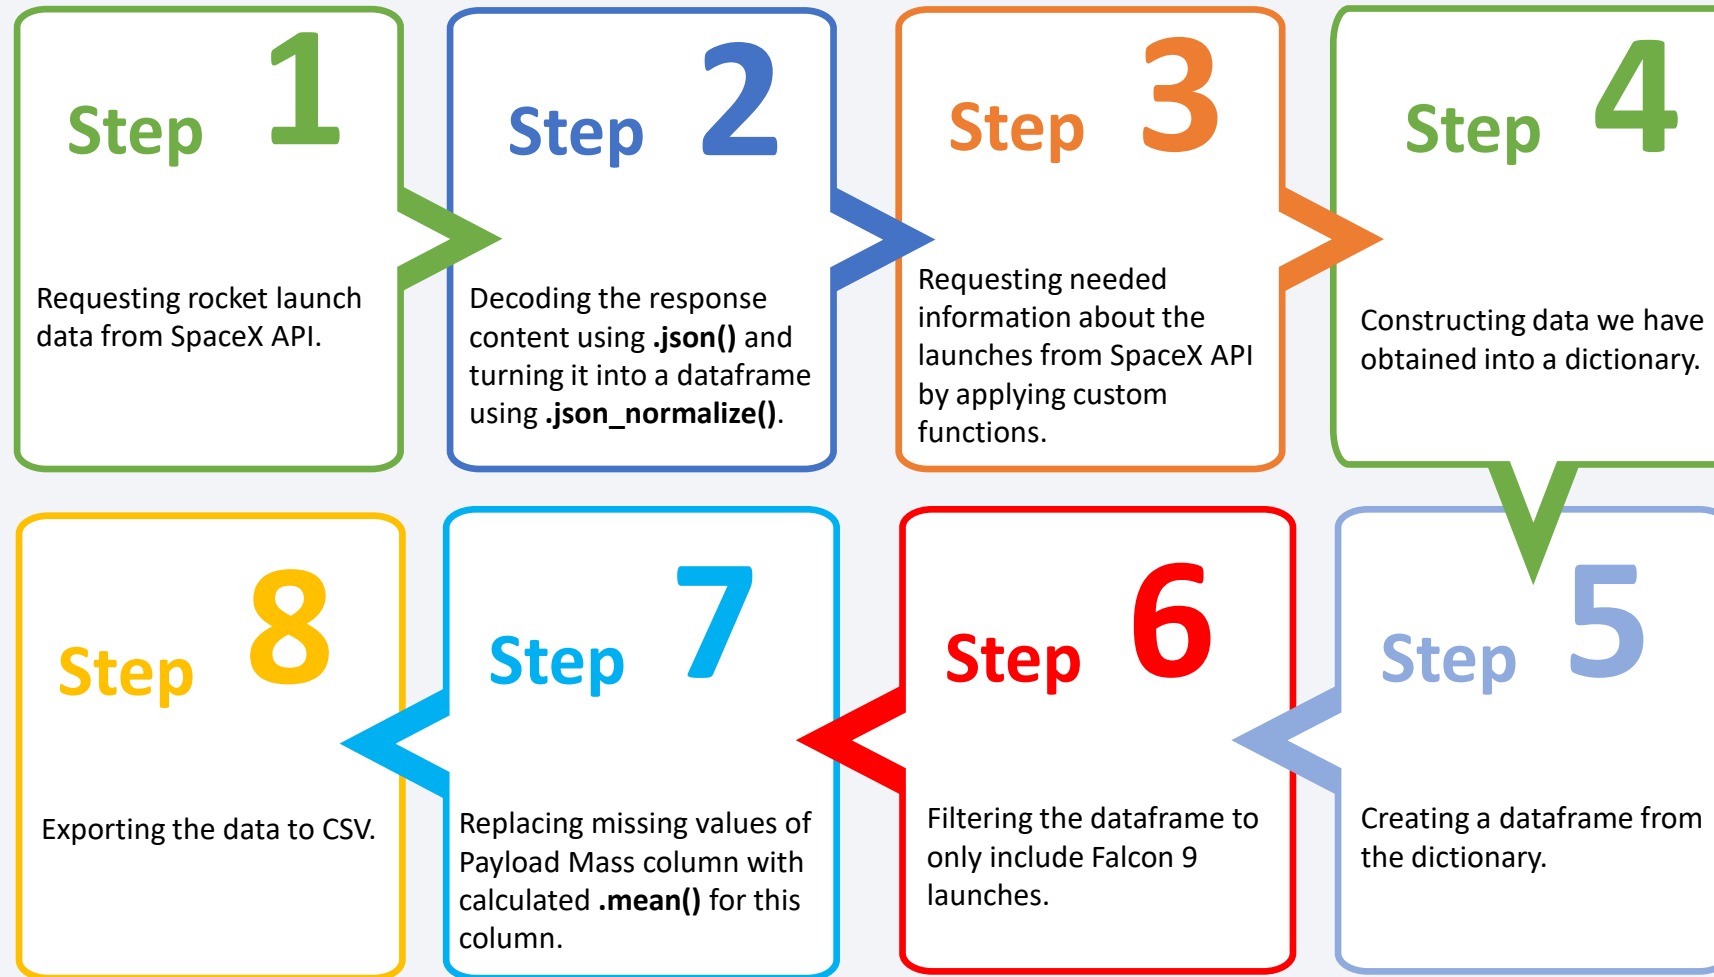 Step 1
Requesting rocket launch
data from SpaceX API.
Step 2
Decoding the response
content using .json() and
turning it into a dataframe
using .json_normalize().
Step 3
Requesting needed
information about the
launches from SpaceX API
by applying custom
functions.
Step 4
Constructing data we have
obtained into a dictionary.
Step 5
Creating a dataframe from
the dictionary.
Step 6
Filtering the dataframe to
only include Falcon 9
launches.
Step 7
Replacing missing values of
Payload Mass column with
calculated .mean() for this
column.
Step 8
Exporting the data to CSV.